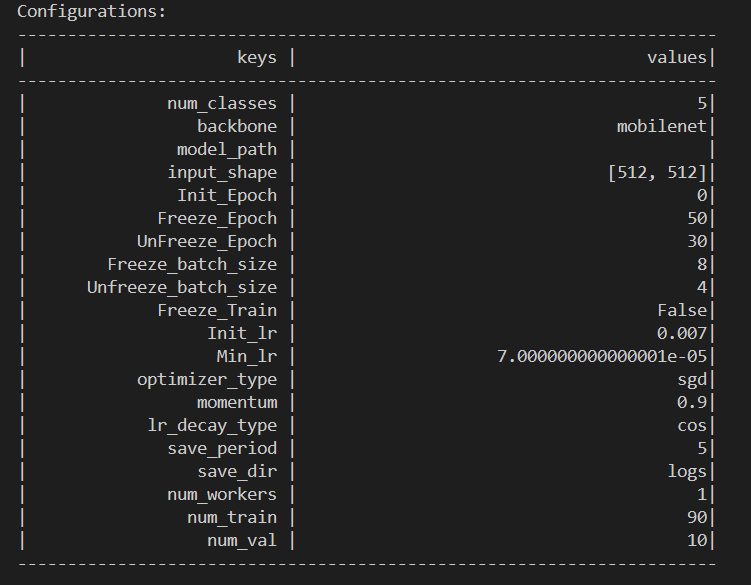 Configurations:
----------------------------------------------------------------------
|                     keys |                                   values|
----------------------------------------------------------------------
|              num_classes |                                        5|
|                 backbone |                                mobilenet|
|               model_path |                                         |
|              input_shape |                               [512, 512]|
|               Init_Epoch |                                        0|
|             Freeze_Epoch |                                       50|
|           UnFreeze_Epoch |                                       30|
|        Freeze_batch_size |                                        8|
|      Unfreeze_batch_size |                                        4|
|             Freeze_Train |                                    False|
|                  Init_lr |                                    0.007|
|                   Min_lr |                    7.000000000000001e-05|
|           optimizer_type |                                      sgd|
|                 momentum |                                      0.9|
|            lr_decay_type |                                      cos|
|              save_period |                                        5|
|                 save_dir |                                     logs|
|              num_workers |                                        1|
|                num_train |                                       90|
|                  num_val |                                       10|
----------------------------------------------------------------------